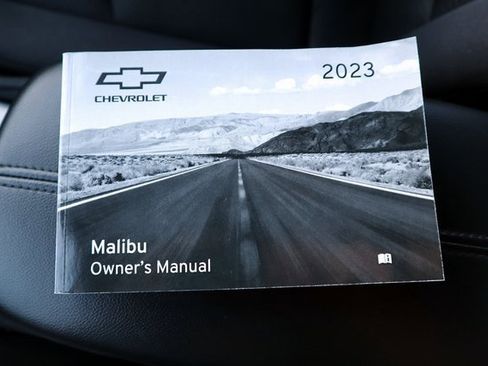 CHEVROLET
2023
Malibu
Owner's Manual